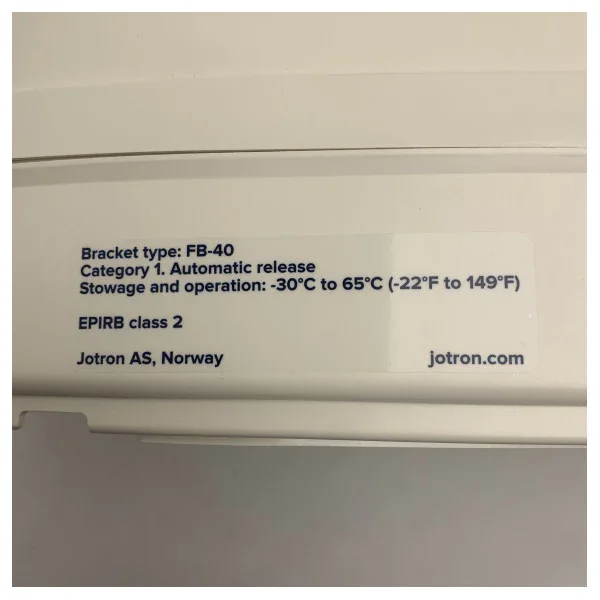 Bracket type: FB-40
Category 1. Automatic release
Stowage and operation: -30°C to 65°C (-22°F to 149°F)
EPIRB class 2
Jotron AS, Norway jotron.com